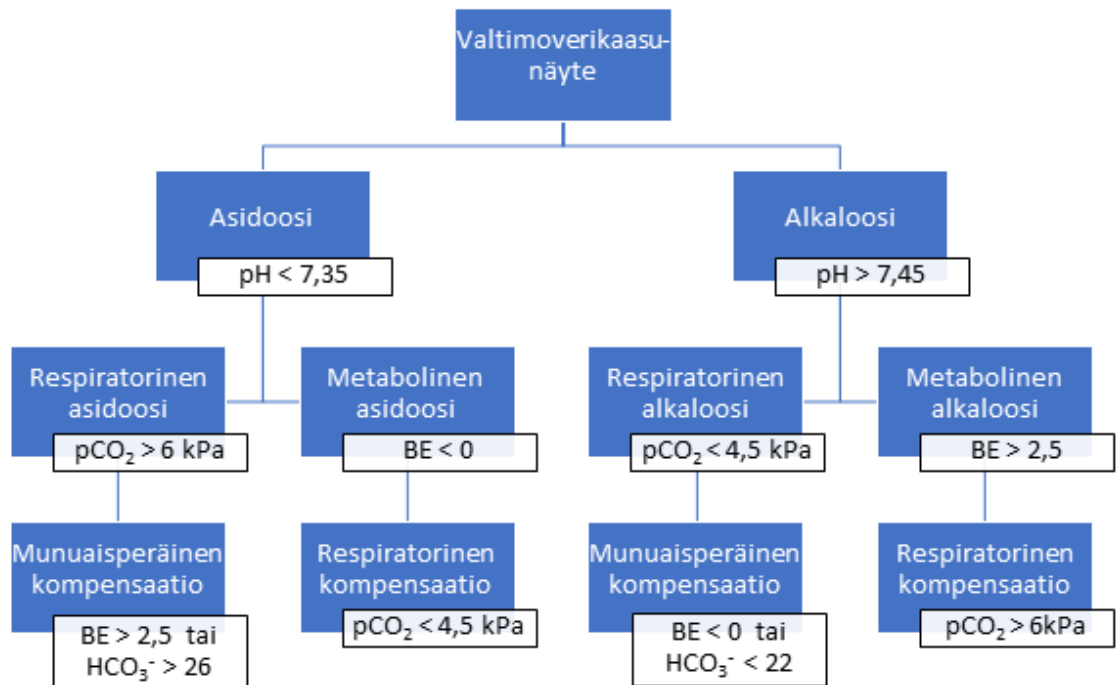 Valtimoverikaasu-
näyte
Asidoosi
pH < 7,35
Alkaloosi
pH > 7,45
Respiratorinen
asidoosi
pCO₂ > 6 kPa
Metabolinen
asidoosi
BE < 0
Respiratorinen
alkaloosi
pCO₂ < 4,5 kPa
Metabolinen
alkaloosi
BE > 2,5
Munuaisperäinen
kompensaatio
BE > 2,5 tai
HCO₃⁻ > 26
Respiratorinen
kompensaatio
pCO₂ < 4,5 kPa
Munuaisperäinen
kompensaatio
BE < 0 tai
HCO₃⁻ < 22
Respiratorinen
kompensaatio
pCO₂ > 6kPa